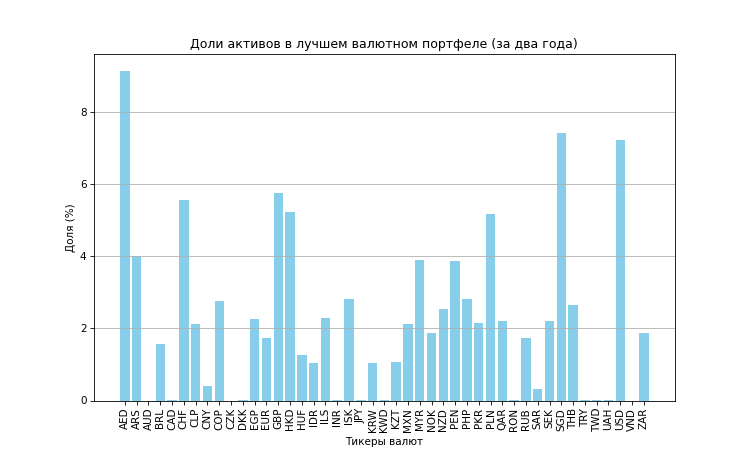 Доли активов в лучшем валютном портфеле (за два года)
Доля (%)
8
6
4
2
0
AED ARS AUD BRL CAD CHF CLP CNY COP CZK DKK EGP EUR GBP HKD HUF IDR ILS INR ISK JPY KRW KWD KZT MXN MYR NOK NZD PEN PHP PKR PLN QAR RON RUB SAR SEK SGD THB TRY TWD UAH USD VND ZAR
Тикеры валют